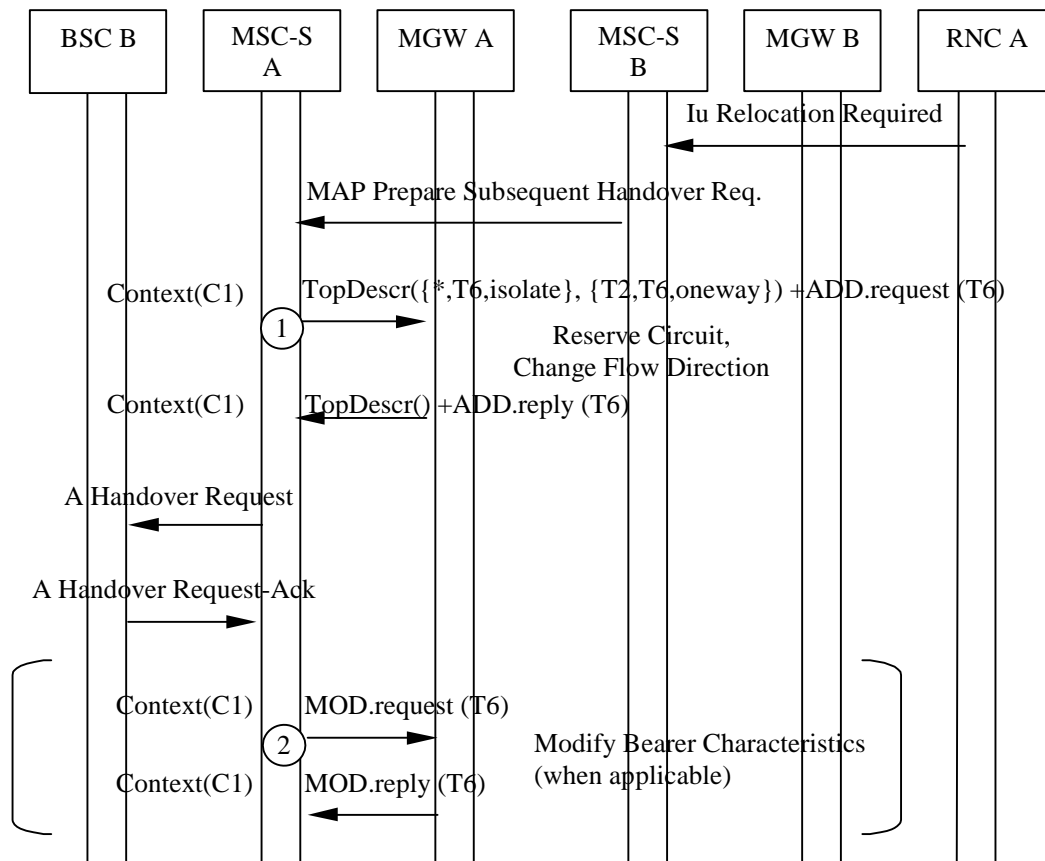 BSC B
MSC-S
A
MGW A
MSC-S
B
MGW B
RNC A
Iu Relocation Required
MAP Prepare Subsequent Handover Req.
Context(C1)
TopDescr({*,T6,isolate}, {T2,T6,oneway}) +ADD.request (T6)
1
Reserve Circuit,
Change Flow Direction
Context(C1)
TopDescr() +ADD.reply (T6)
A Handover Request
A Handover Request-Ack
Context(C1)
MOD.request (T6)
2
Modify Bearer Characteristics
(when applicable)
Context(C1)
MOD.reply (T6)